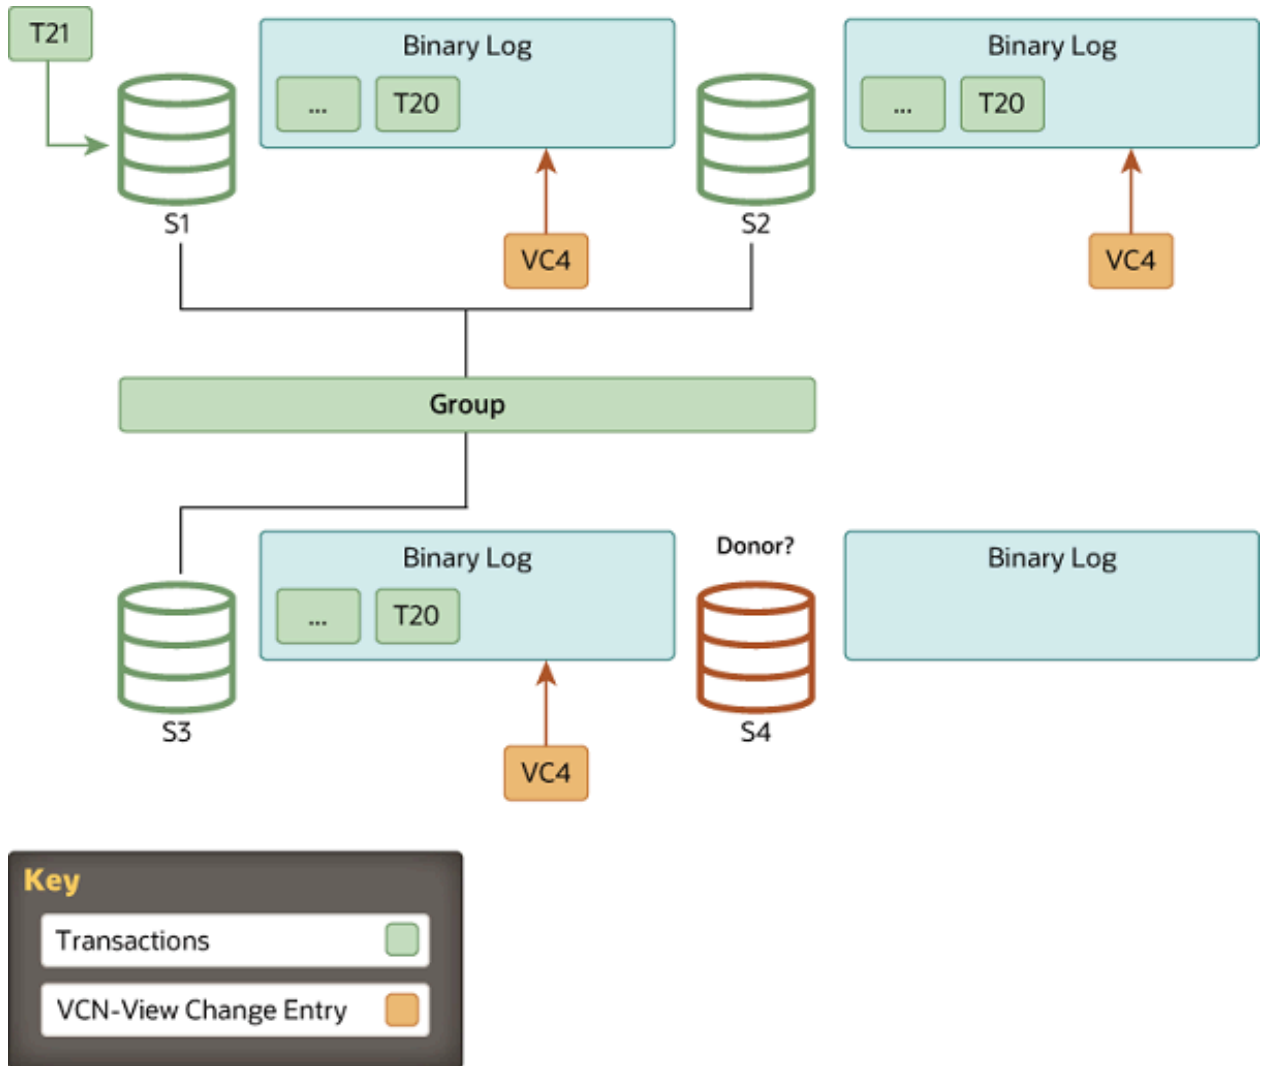 T21
Binary Log
... T20
S1
VC4
Binary Log
... T20
S2
VC4
Group
Binary Log
... T20
S3
VC4
Donor?
S4
Binary Log
Key
Transactions
VCN-View Change Entry